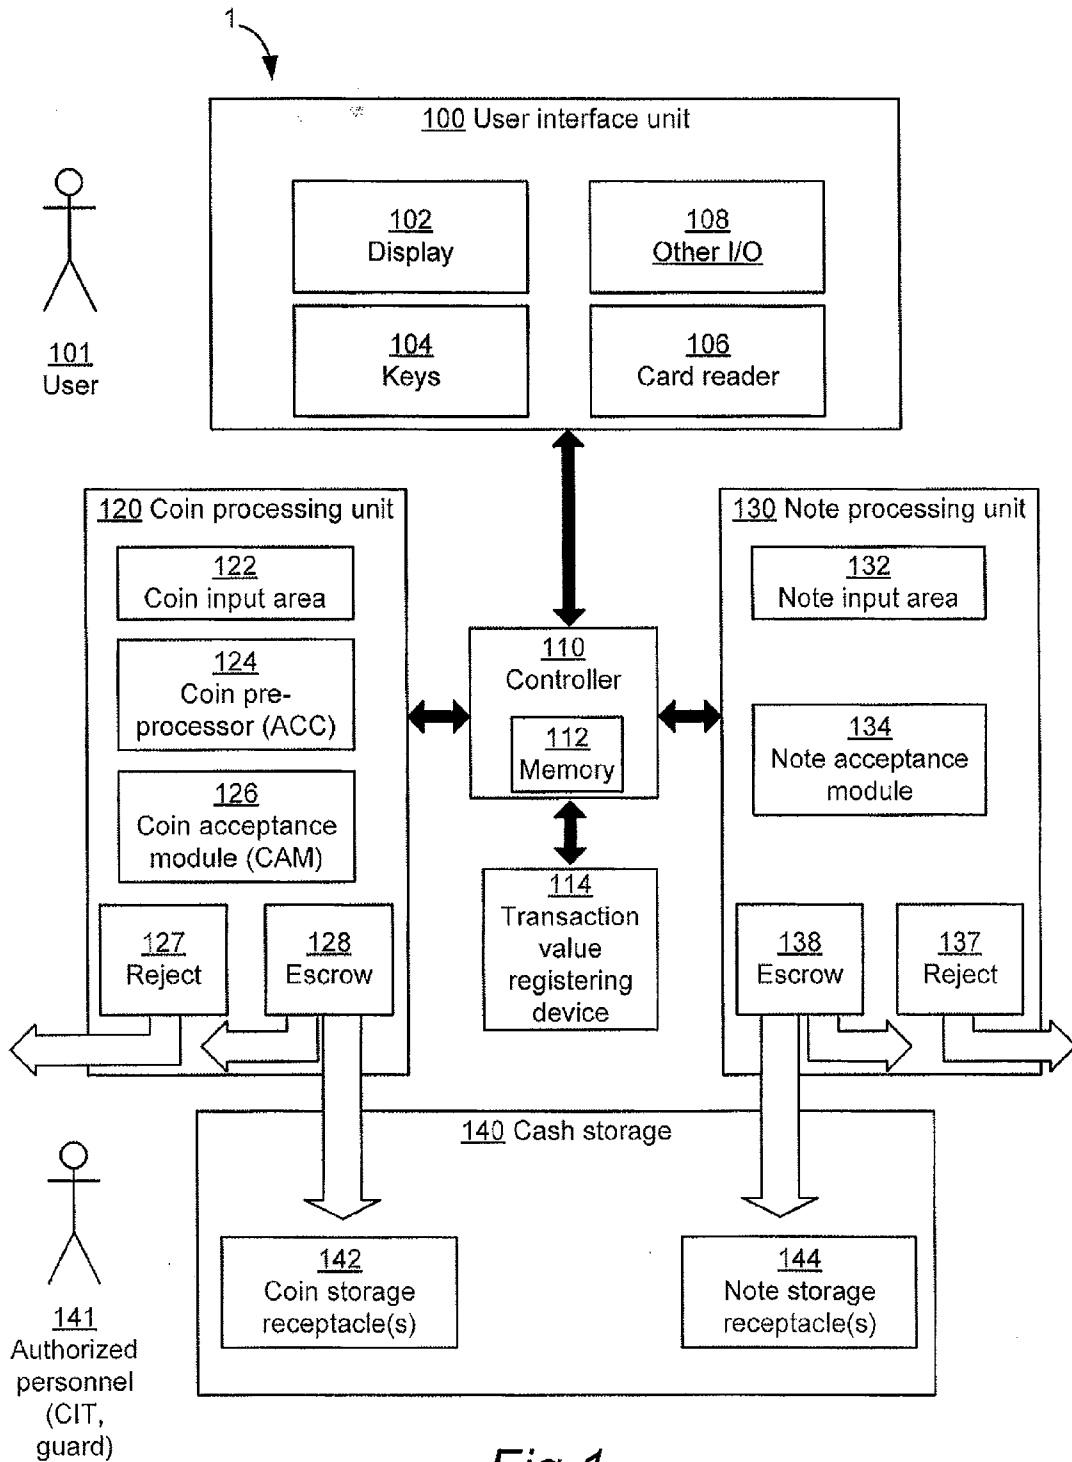 1
100 User interface unit
102
Display
108
Other I/O
104
Keys
106
Card reader
101
User
120 Coin processing unit
122
Coin input area
124
Coin pre-
processor (ACC)
126
Coin acceptance
module (CAM)
127
Reject
128
Escrow
110
Controller
112
Memory
114
Transaction
value
registering
device
130 Note processing unit
132
Note input area
134
Note acceptance
module
138
Escrow
137
Reject
140 Cash storage
142
Coin storage
receptacle(s)
144
Note storage
receptacle(s)
141
Authorized
personnel
(CIT,
guard)
Fig 1